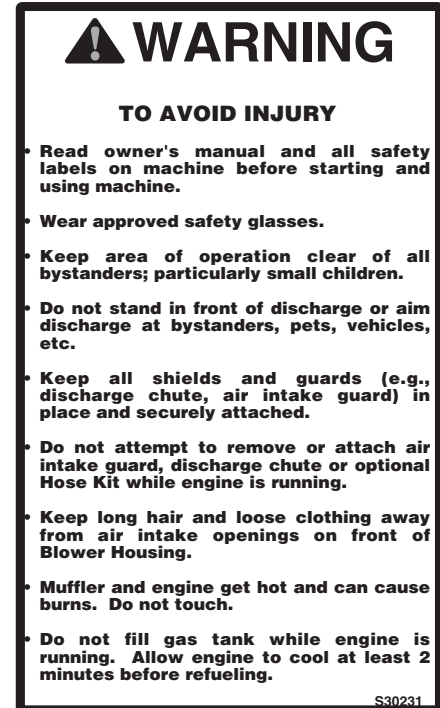 WARNING
TO AVOID INJURY
• Read owner's manual and all safety
labels on machine before starting and
using machine.
• Wear approved safety glasses.
• Keep area of operation clear of all
bystanders; particularly small children.
• Do not stand in front of discharge or aim
discharge at bystanders, pets, vehicles,
etc.
• Keep all shields and guards (e.g.,
discharge chute, air intake guard) in
place and securely attached.
• Do not attempt to remove or attach air
intake guard, discharge chute or optional
Hose Kit while engine is running.
• Keep long hair and loose clothing away
from air intake openings on front of
Blower Housing.
• Muffler and engine get hot and can cause
burns. Do not touch.
• Do not fill gas tank while engine is
running. Allow engine to cool at least 2
minutes before refueling.
S30231